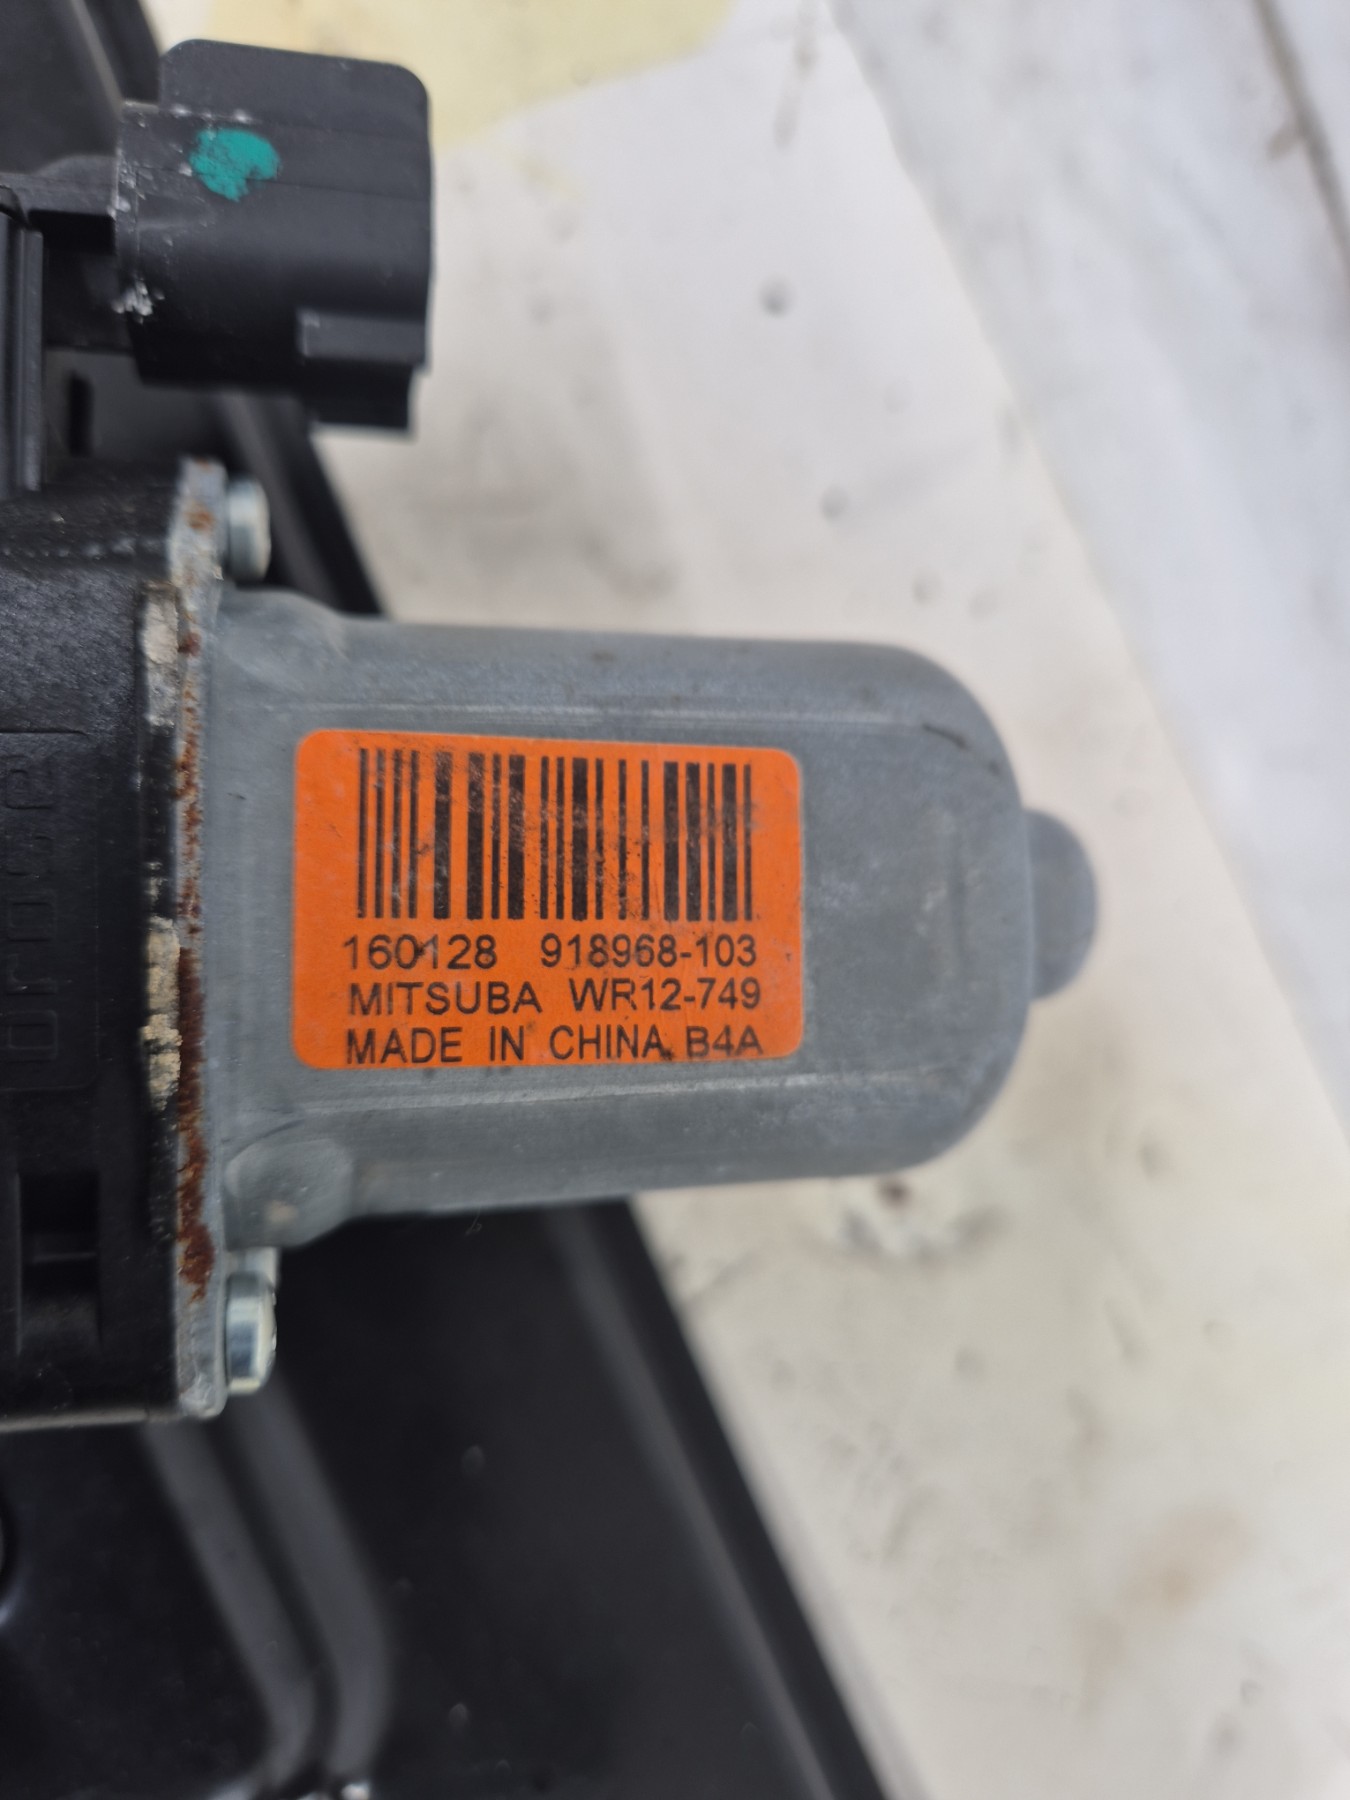 160128 918968-103
MITSUBA WR12-749
MADE IN CHINA B4A